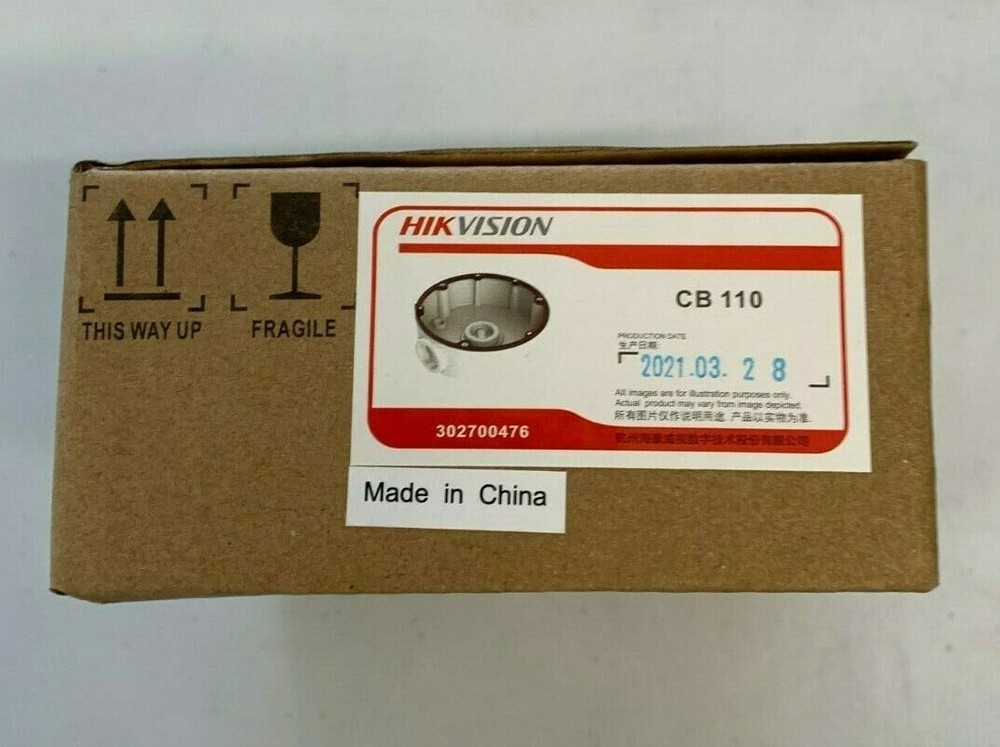 THIS WAY UP
FRAGILE
HIKVISION
CB 110
PRODUCTION DATE
生产日期:
2021.03. 2 8
All images are for illustration purposes only.
Actual product may vary from image depicted.
所有图片仅作说明用途,产品以实物为准.
302700476
杭州海康威视数字技术股份有限公司
Made in China